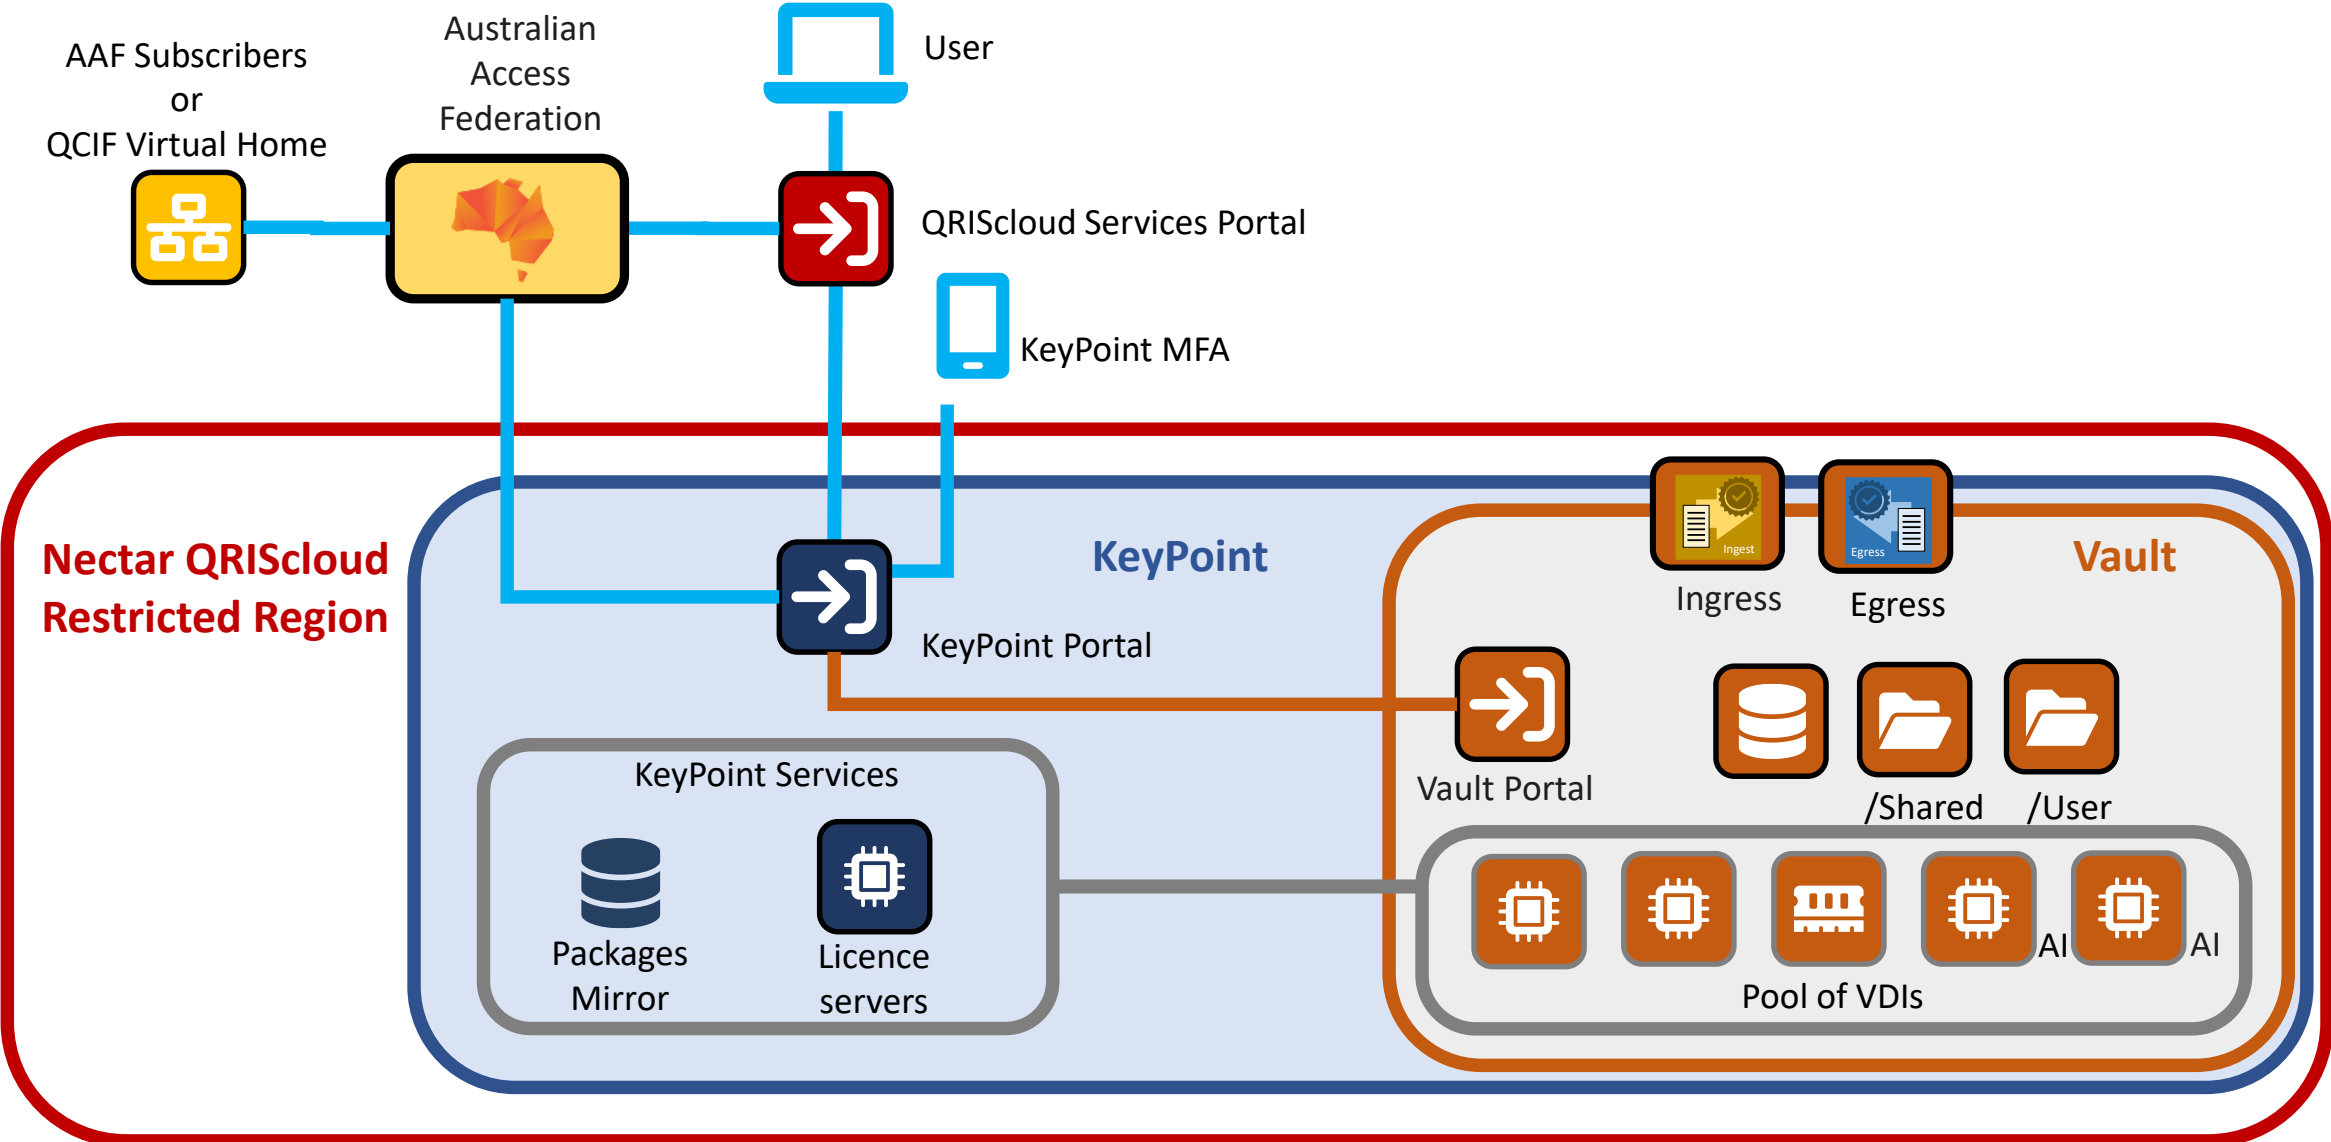 AAF Subscribers
or
QCIF Virtual Home
Australian
Access
Federation
User
QRIScloud Services Portal
KeyPoint MFA
Nectar QRIScloud
Restricted Region
KeyPoint
Ingest
Egress
Vault
Ingress
Egress
KeyPoint Portal
Vault Portal
/Shared
/User
KeyPoint Services
Packages
Mirror
Licence
servers
AI
AI
Pool of VDIs